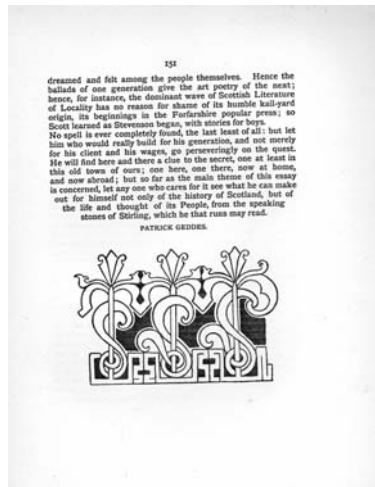 151
dreamed and felt among the people themselves. Hence the
ballads of one generation give the art poetry of the next;
hence, for instance, the dominant wave of Scottish Literature
of Locality has no reason for shame of its humble kail-yard
origin, its beginnings in the Forfarshire popular press; so
Scott learned as Stevenson began, with stories for boys.
No spell is ever completely found, the last least of all: but let
him who would really build for his generation, and not merely
for his client and his wages, go perseveringly on the quest.
He will find here and there a clue to the secret, one at least in
this old town of ours; one here, one there, now at home,
and now abroad; but so far as the main theme of this essay
is concerned, let any one who cares for it see what he can make
out for himself not only of the history of Scotland, but of
the life and thought of its People, from the speaking
stones of Stirling, which he that runs may read.
PATRICK GEDDES.